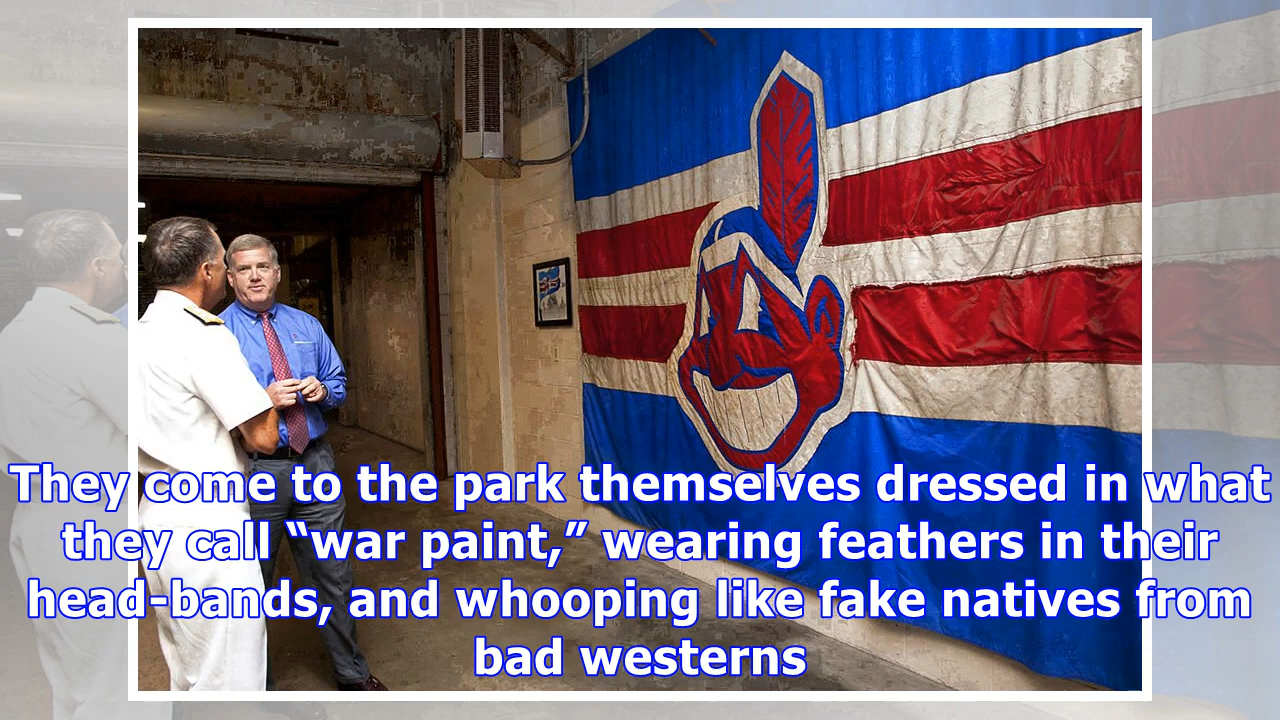 They come to the park themselves dressed in what
they call “war paint,” wearing feathers in their
head-bands, and whooping like fake natives from
bad westerns